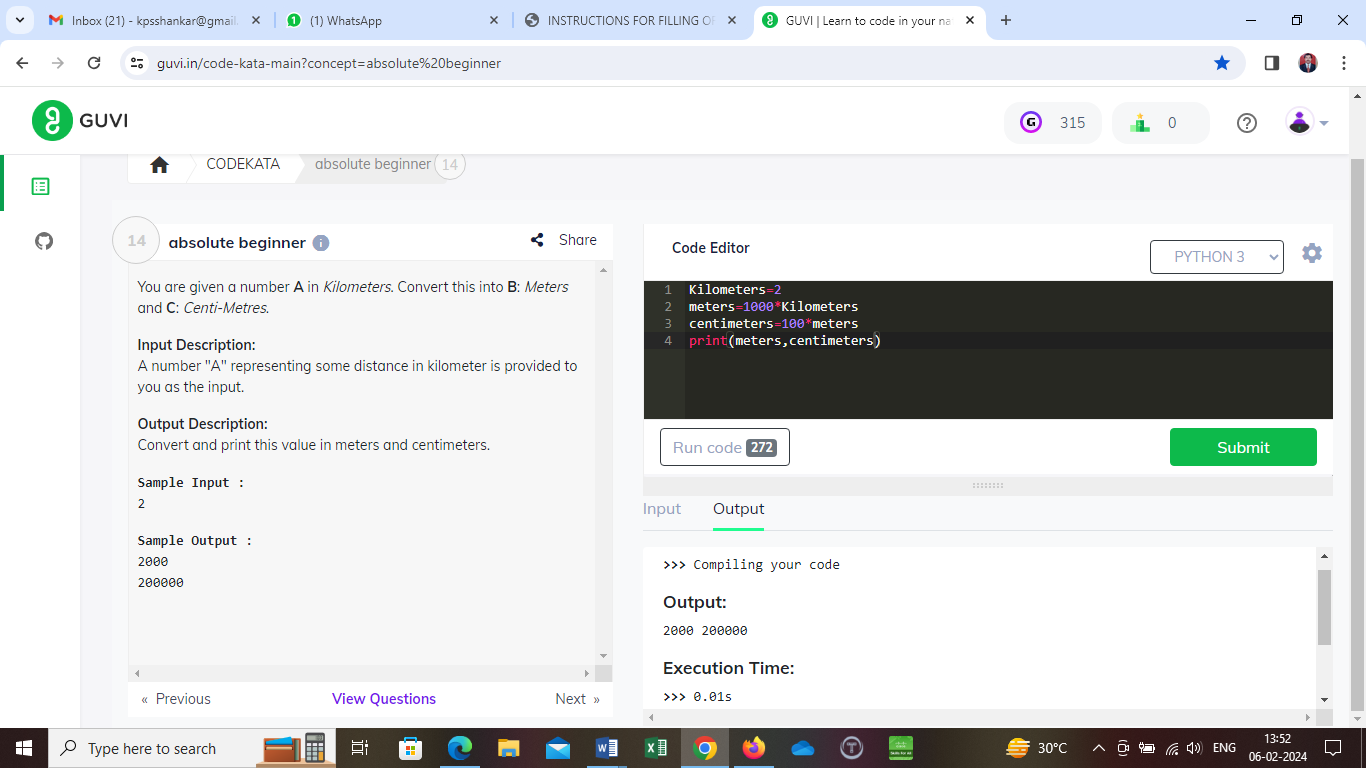 Inbox (21) - kpsshankar@gmail.
(1) WhatsApp
INSTRUCTIONS FOR FILLING OF
GUVI | Learn to code in your na
guvi.in/code-kata-main?concept=absolute%20beginner
GUVI
315
0
CODEKATA
absolute beginner 14
14 absolute beginner
Share
You are given a number A in Kilometers. Convert this into B: Meters
and C: Centi-Metres.
Input Description:
A number "A" representing some distance in kilometer is provided to
you as the input.
Output Description:
Convert and print this value in meters and centimeters.
Sample Input :
2
Sample Output :
2000
200000
« Previous
View Questions
Next »
Code Editor
PYTHON 3
1 Kilometers=2
2 meters=1000*Kilometers
3 centimeters=100*meters
4 print(meters,centimeters)
Run code 272
Submit
Input
Output
>>> Compiling your code
Output:
2000 200000
Execution Time:
>>> 0.01s
Type here to search
30°C
ENG
13:52
06-02-2024